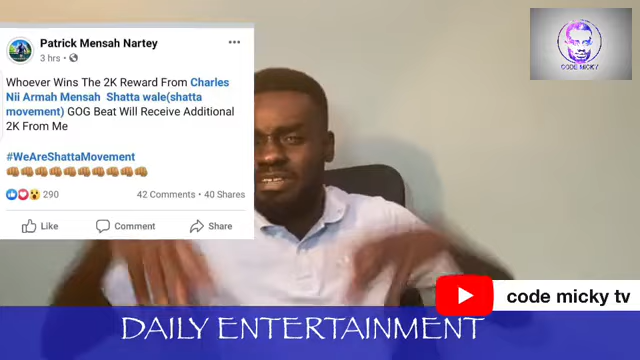 Patrick Mensah Nartey
3 hrs
Whoever Wins The 2K Reward From Charles
Nii Armah Mensah Shatta wale(shatta
movement) GOG Beat Will Receive Additional
2K From Me
#WeAreShattaMovement
290
42 Comments • 40 Shares
Like
Comment
Share
CODE MICKY
code micky tv
DAILY ENTERTAINMENT